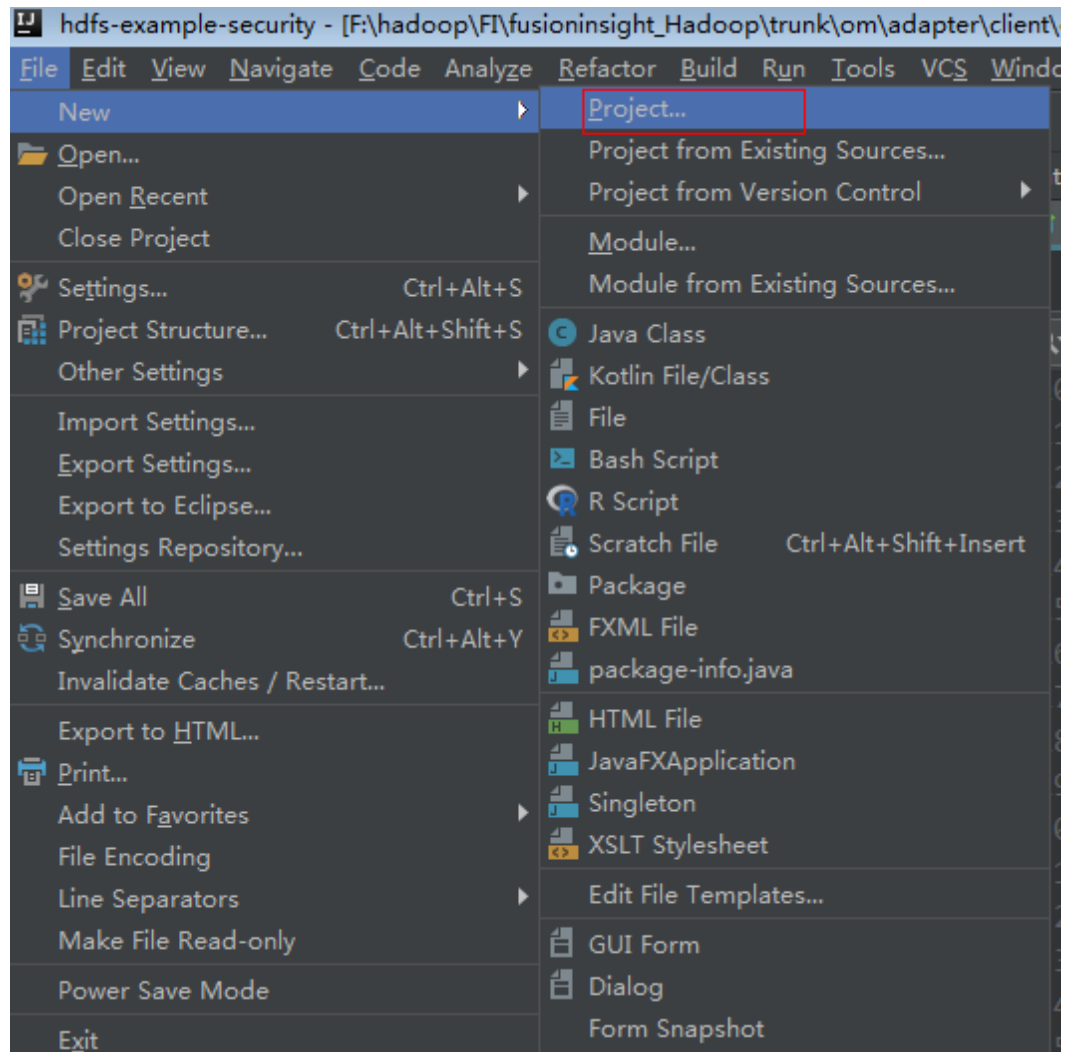 hdfs-example-security - [F:\hadoop\FI\fusioninsight_Hadoop\trunk\om\adapter\client\
File Edit View Navigate Code Analyze Refactor Build Run Tools VCS
New
Open...
Open Recent
Close Project
Settings... Ctrl+Alt+S
Project Structure... Ctrl+Alt+Shift+S
Other Settings
Import Settings...
Export Settings...
Export to Eclipse...
Settings Repository...
Save All Ctrl+S
Synchronize Ctrl+Alt+Y
Invalidate Caches / Restart...
Export to HTML...
Print...
Add to Favorites
File Encoding
Line Separators
Make File Read-only
Power Save Mode
Exit
Project...
Project from Existing Sources...
Project from Version Control
Module...
Module from Existing Sources...
Java Class
Kotlin File/Class
File
Bash Script
R Script
Scratch File Ctrl+Alt+Shift+Insert
Package
FXML File
package-info.java
HTML File
JavaFXApplication
Singleton
XSLT Stylesheet
Edit File Templates...
GUI Form
Dialog
Form Snapshot